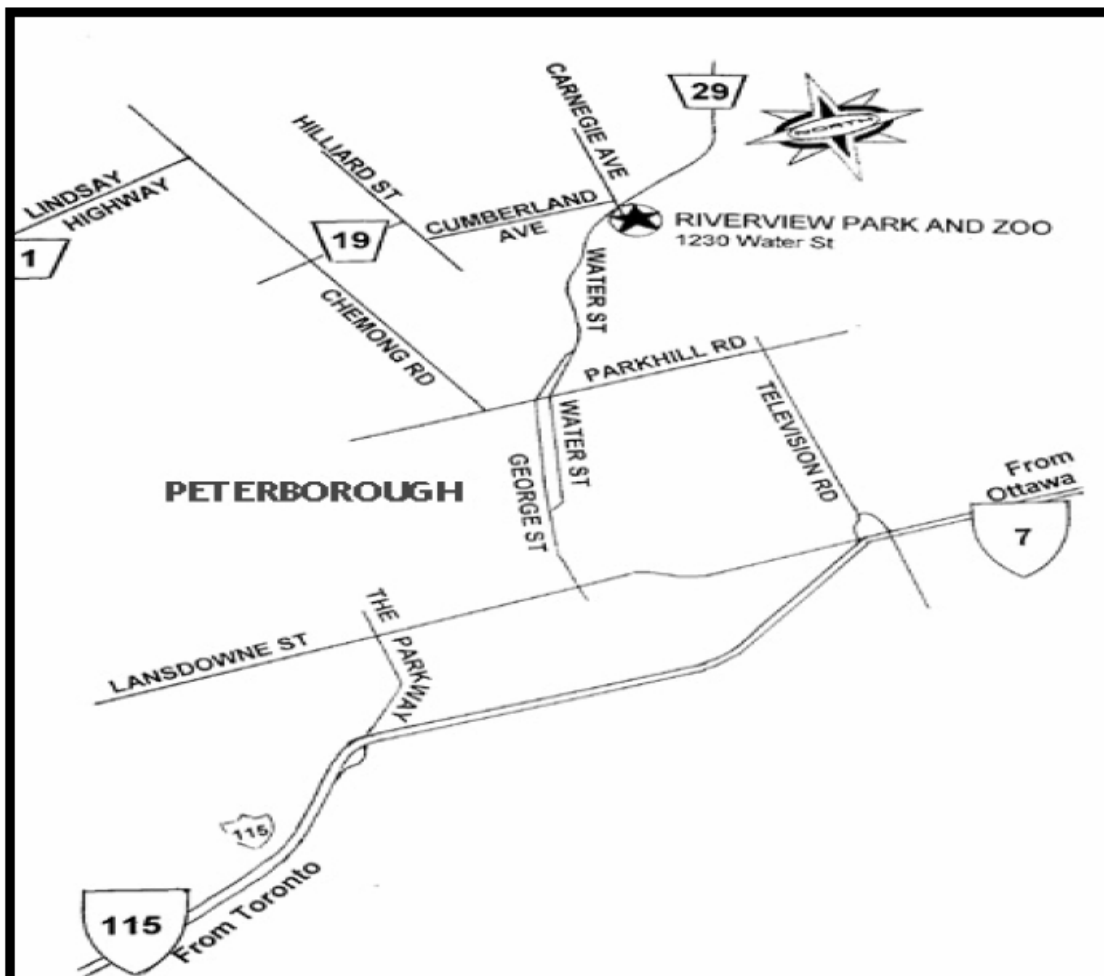 CARNEGIE AVE
29
NORTH
HILLIARD ST
LINDSAY
HIGHWAY
1
19
CUMBERLAND
AVE
RIVERVIEW PARK AND ZOO
1230 Water St
WATER ST
CHEMONG RD
PARKHILL RD
WATER ST
TELEVISION RD
GEORGE ST
PETERBOROUGH
From
Ottawa
7
THE PARKWAY
LANSDOWNE ST
115
115
From Toronto